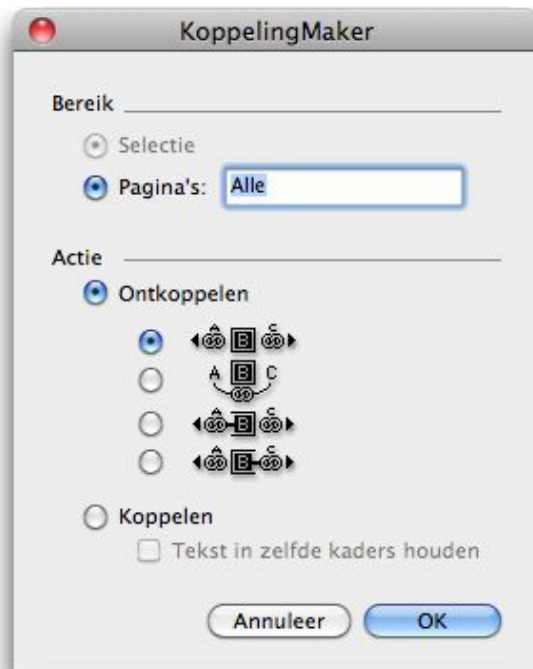 KoppelingMaker
Bereik
Selectie
Pagina's: Alle
Actie
Ontkoppelen
A B C
A B C
A B C
A B C
Koppelen
Tekst in zelfde kaders houden
Annuleer OK